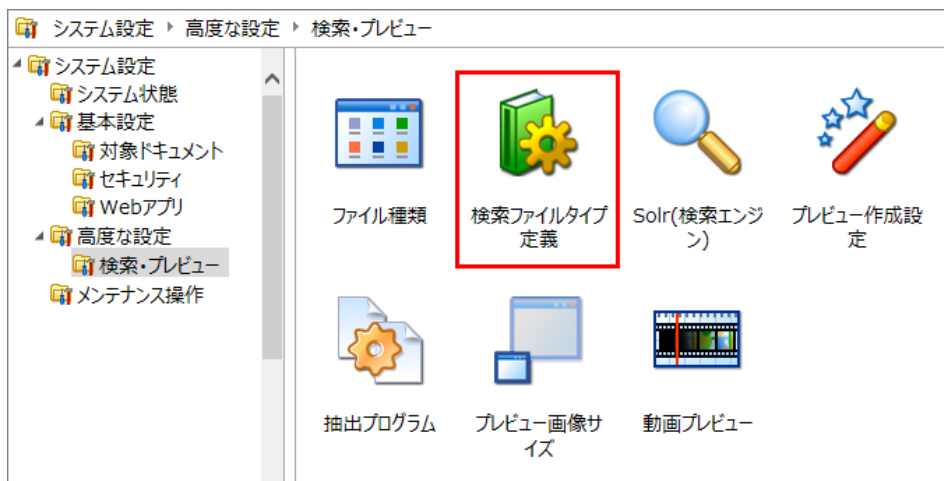 システム設定 高度な設定 検索・プレビュー
システム設定
システム状態
基本設定
対象ドキュメント
セキュリティ
Webアプリ
高度な設定
検索・プレビュー
メンテナンス操作
ファイル種類
検索ファイルタイプ
定義
Solr(検索エンジ
ン)
プレビュー作成設
定
抽出プログラム
プレビュー画像サ
イズ
動画プレビュー